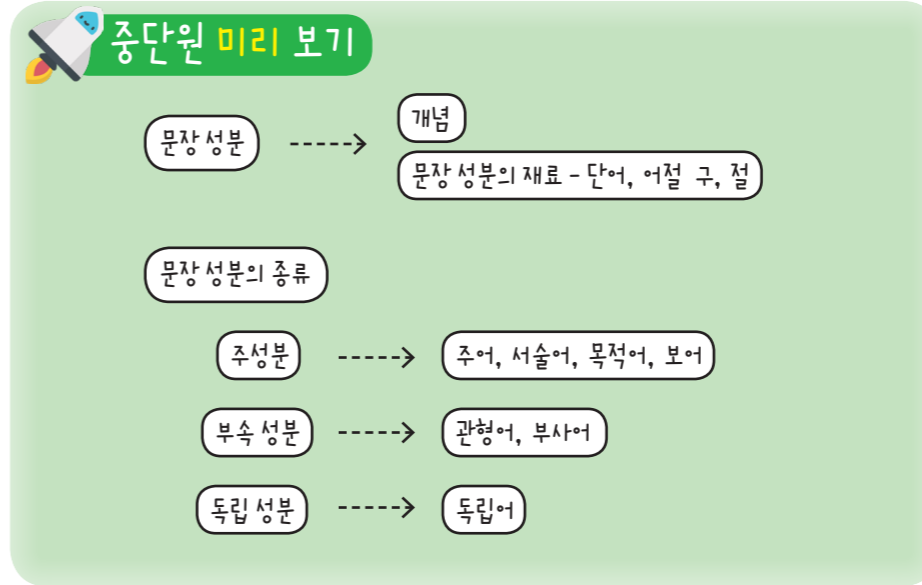 중단원 미리 보기
문장 성분
개념
문장 성분의 재료 - 단어, 어절 구, 절
문장 성분의 종류
주성분
주어, 서술어, 목적어, 보어
부속 성분
관형어, 부사어
독립 성분
독립어